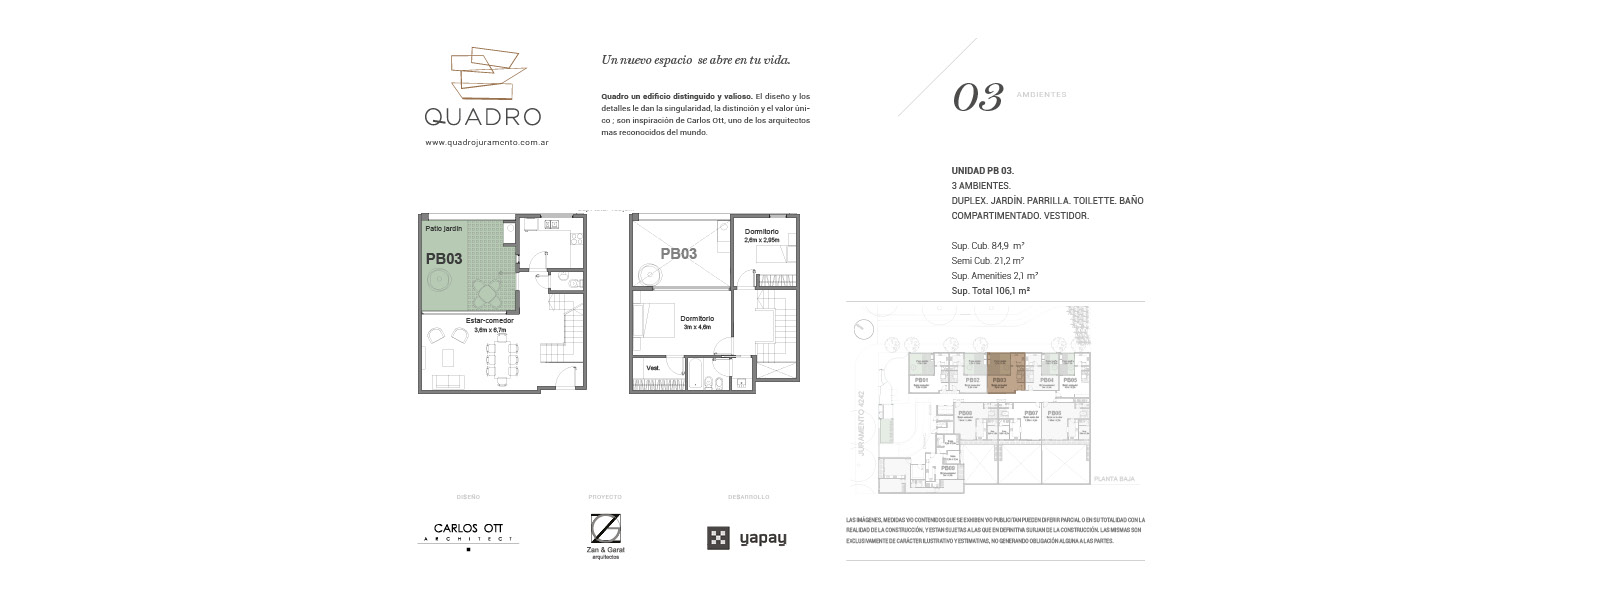 QUADRO
www.quadrojuramento.com.ar
Un nuevo espacio se abre en tu vida.
Quadro un edificio distinguido y valioso. El diseño y los
detalles le dan la singularidad, la distinción y el valor úni-
co ; son inspiración de Carlos Ott, uno de los arquitectos
mas reconocidos del mundo.
03 AMBIENTES
UNIDAD PB 03.
3 AMBIENTES.
DUPLEX. JARDÍN. PARRILLA. TOILETTE. BAÑO
COMPARTIMENTADO. VESTIDOR.
Sup. Cub. 84,9 m²
Semi Cub. 21,2 m²
Sup. Amenities 2,1 m²
Sup. Total 106,1 m²
Patio jardín
PB03
Estar-comedor
3,6m x 6,7m
PB03
Dormitorio
2,6m x 2,95m
Dormitorio
3m x 4,6m
Vest.
PB01
PB02
PB03
PB04
PB05
PB06
PB07
PB08
JURAMENTO 4242
PLANTA BAJA
LAS IMÁGENES, MEDIDAS Y/O CONTENIDOS QUE SE EXHIBEN Y/O PUBLICITAN PUEDEN DIFERIR PARCIAL O EN SU TOTALIDAD CON LA
REALIDAD DE LA CONSTRUCCIÓN, Y ESTAN SUJETAS A LAS QUE EN DEFINITIVA SURJAN DE LA CONSTRUCCIÓN. LAS MISMAS SON
EXCLUSIVAMENTE DE CARÁCTER ILUSTRATIVO Y ESTIMATIVAS, NO GENERANDO OBLIGACIÓN ALGUNA A LAS PARTES.
DISEÑO
CARLOS OTT
ARCHITECT
PROYECTO
Zan & Garat
arquitectos
DESARROLLO
yapay